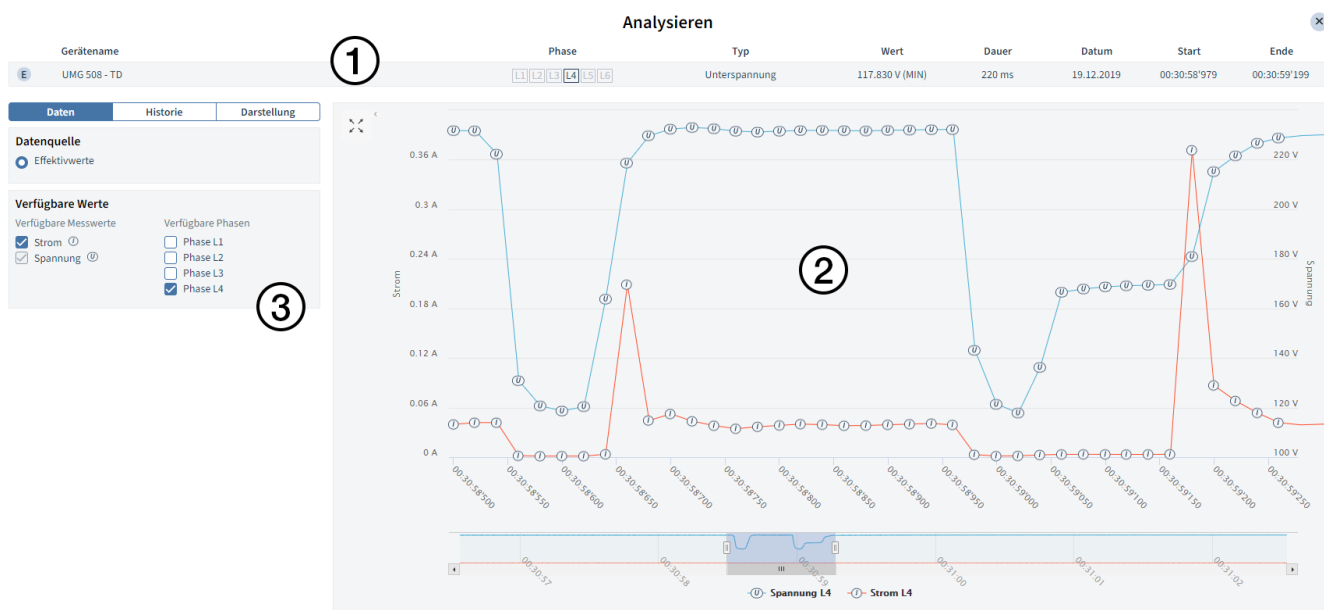 Analysieren
×
Gerätename Phase Typ Wert Dauer Datum Start Ende
1
E UMG 508 - TD L1 L2 L3 L4 L5 L6 Unterspannung 117.830 V (MIN) 220 ms 19.12.2019 00:30:58'979 00:30:59'199
Daten Historie Darstellung
Datenquelle
Effektivwerte
Verfügbare Werte
Verfügbare Messwerte Verfügbare Phasen
Strom I Phase L1
Spannung U Phase L2
Phase L3
Phase L4
3
0.36 A 220 V
0.3 A 200 V
0.24 A 180 V
0.18 A 160 V
0.12 A 140 V
0.06 A 120 V
0 A 100 V
Strom
Spannung
2
00:30:58'500 00:30:58'550 00:30:58'600 00:30:58'650 00:30:58'700 00:30:58'750 00:30:58'800 00:30:58'850 00:30:58'900 00:30:58'950 00:30:59'000 00:30:59'050 00:30:59'100 00:30:59'150 00:30:59'200 00:30:59'250
00:30:57 00:30:58 00:30:59 00:31:00 00:31:01 00:31:02
U Spannung L4 I Strom L4